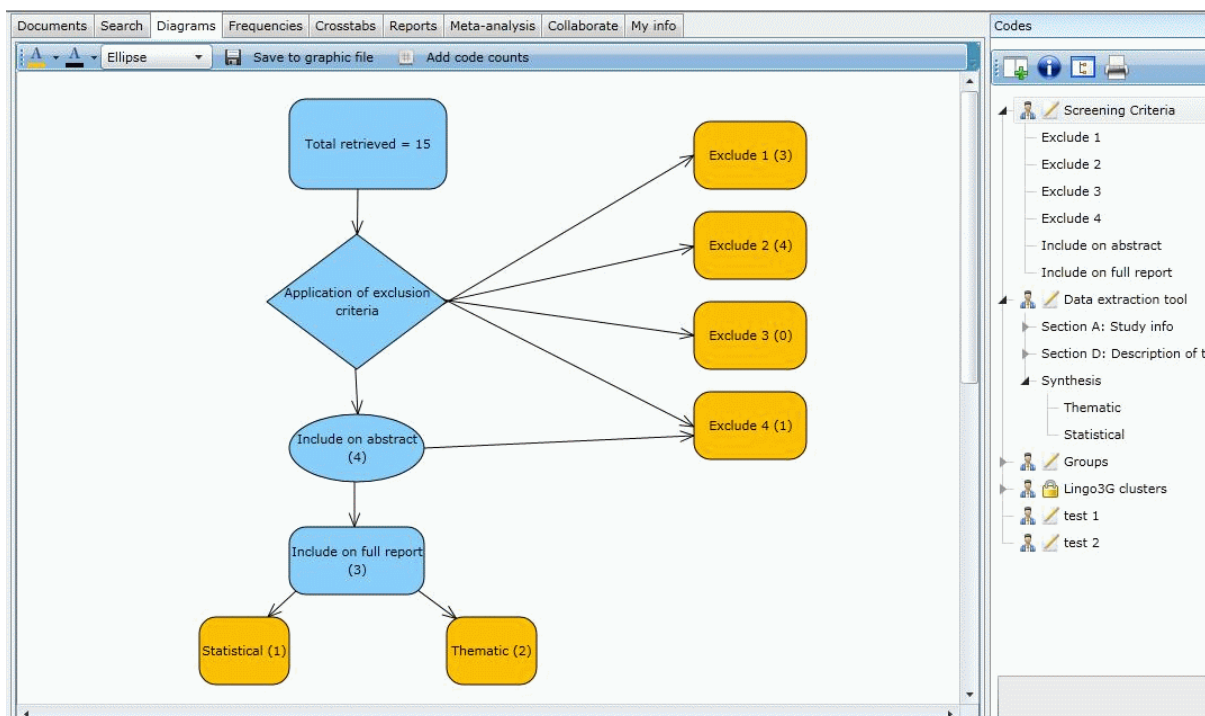 Documents Search Diagrams Frequencies Crosstabs Reports Meta-analysis Collaborate My info
A A Ellipse Save to graphic file Add code counts
Total retrieved = 15
Application of exclusion
criteria
Include on abstract
(4)
Include on full report
(3)
Statistical (1)
Thematic (2)
Exclude 1 (3)
Exclude 2 (4)
Exclude 3 (0)
Exclude 4 (1)
Codes
Screening Criteria
Exclude 1
Exclude 2
Exclude 3
Exclude 4
Include on abstract
Include on full report
Data extraction tool
Section A: Study info
Section D: Description of t
Synthesis
Thematic
Statistical
Groups
Lingo3G clusters
test 1
test 2